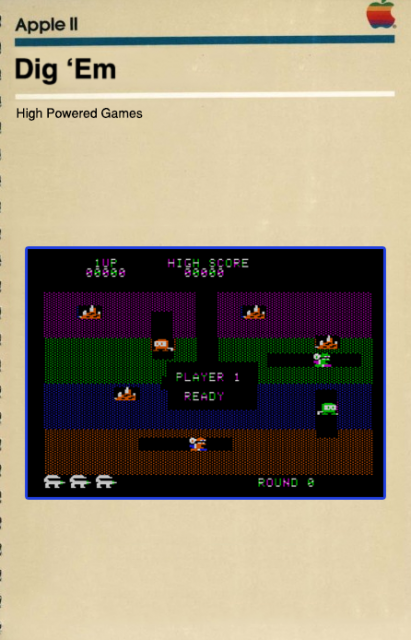 Apple II
Dig ‘Em
High Powered Games
1UP HIGH SCORE
00000 00000
PLAYER 1
READY
ROUND 0